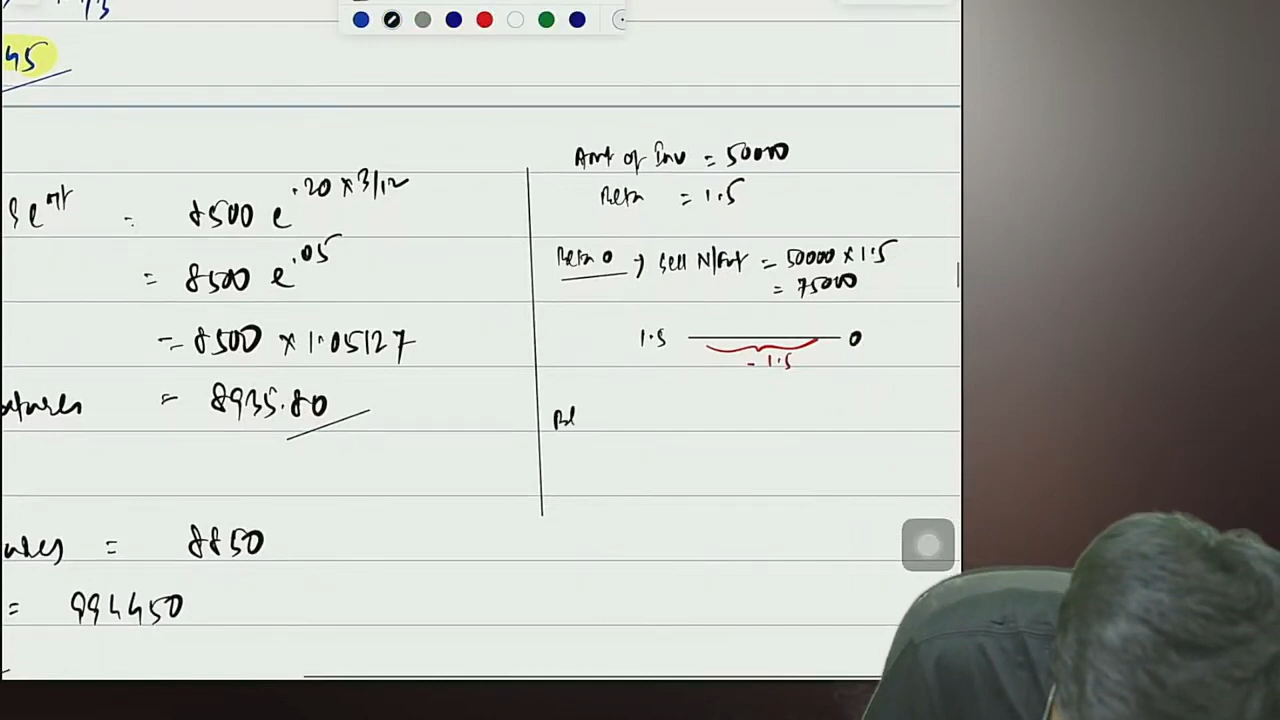 45
Se^rt = 8500 e^.20 × 3/12
= 8500 e^.05
= 8500 × 1.05127
= 8935.80
= 8850
= 994450
Amt of Inv = 50000
Beta = 1.5
Beta 0 → Sell N/Fut = 50000 × 1.5
= 75000
1.5 0
- 1.5